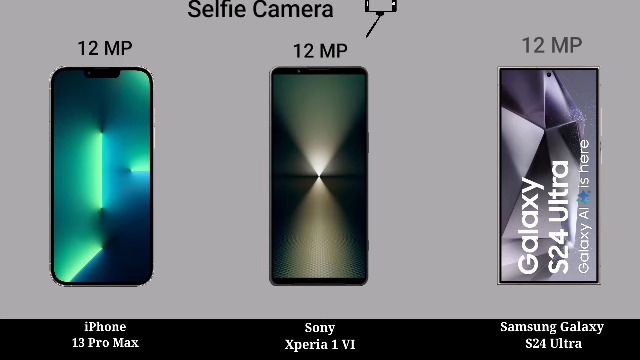 Selfie Camera
12 MP
12 MP
12 MP
Galaxy
S24 Ultra
Galaxy AI is here
iPhone
13 Pro Max
Sony
Xperia 1 VI
Samsung Galaxy
S24 Ultra